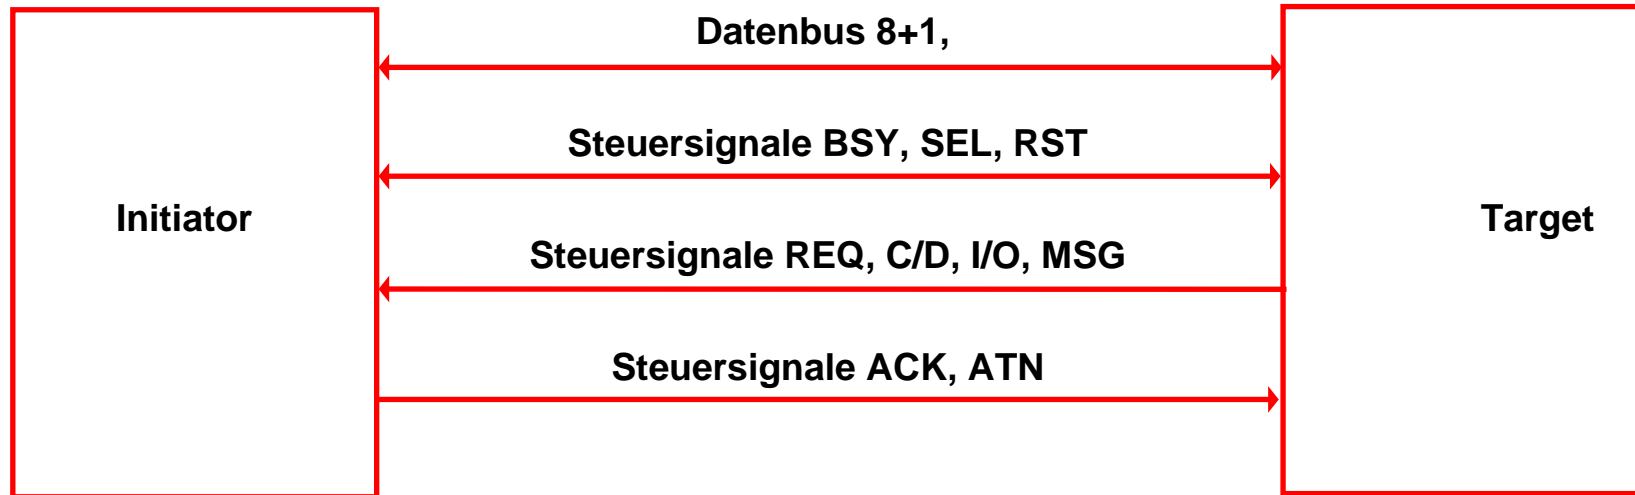 Datenbus 8+1,
Steuersignale BSY, SEL, RST
Initiator
Target
Steuersignale REQ, C/D, I/O, MSG
Steuersignale ACK, ATN